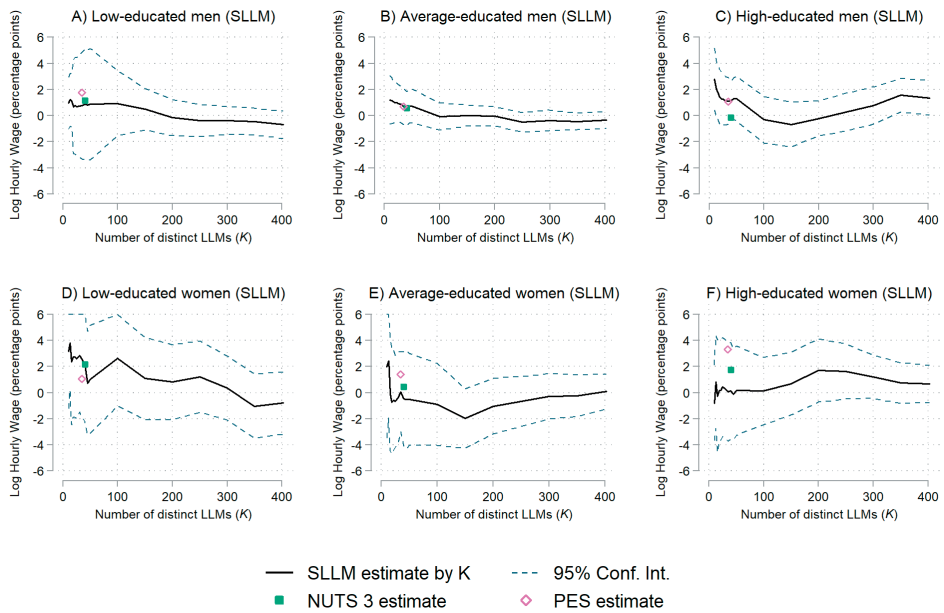 A) Low-educated men (SLLM)
Log Hourly Wage (percentage points)
6
4
2
0
-2
-4
-6
0 100 200 300 400
Number of distinct LLMs (K)
B) Average-educated men (SLLM)
Log Hourly Wage (percentage points)
6
4
2
0
-2
-4
-6
0 100 200 300 400
Number of distinct LLMs (K)
C) High-educated men (SLLM)
Log Hourly Wage (percentage points)
6
4
2
0
-2
-4
-6
0 100 200 300 400
Number of distinct LLMs (K)
D) Low-educated women (SLLM)
Log Hourly Wage (percentage points)
6
4
2
0
-2
-4
-6
0 100 200 300 400
Number of distinct LLMs (K)
E) Average-educated women (SLLM)
Log Hourly Wage (percentage points)
6
4
2
0
-2
-4
-6
0 100 200 300 400
Number of distinct LLMs (K)
F) High-educated women (SLLM)
Log Hourly Wage (percentage points)
6
4
2
0
-2
-4
-6
0 100 200 300 400
Number of distinct LLMs (K)
SLLM estimate by K
95% Conf. Int.
NUTS 3 estimate
PES estimate